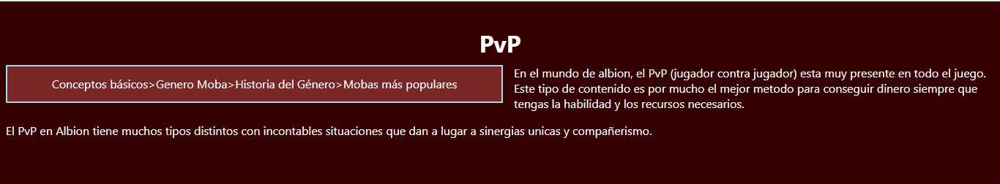 PvP
Conceptos básicos>Genero Moba>Historia del Género>Mobas más populares
En el mundo de albion, el PvP (jugador contra jugador) esta muy presente en todo el juego.
Este tipo de contenido es por mucho el mejor metodo para conseguir dinero siempre que
tengas la habilidad y los recursos necesarios.
El PvP en Albion tiene muchos tipos distintos con incontables situaciones que dan a lugar a sinergias unicas y compañerismo.